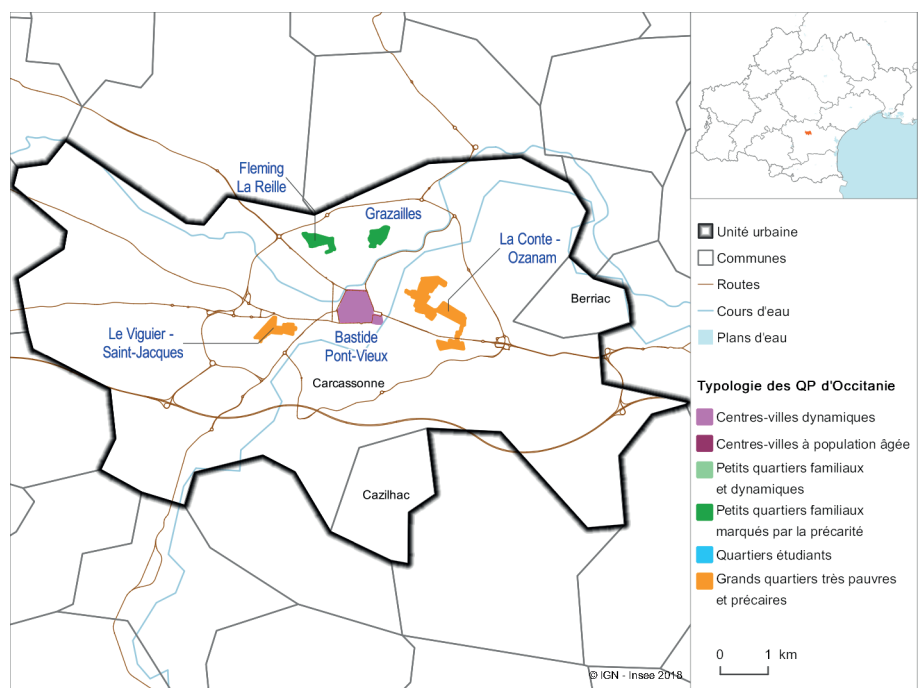 Fleming
La Reille
Grazailles
La Conte -
Ozanam
Berriac
Le Viguier -
Saint-Jacques
Bastide
Pont-Vieux
Carcassonne
Cazilhac
© IGN - Insee 2018
Unité urbaine
Communes
Routes
Cours d'eau
Plans d'eau
Typologie des QP d'Occitanie
Centres-villes dynamiques
Centres-villes à population âgée
Petits quartiers familiaux
et dynamiques
Petits quartiers familiaux
marqués par la précarité
Quartiers étudiants
Grands quartiers très pauvres
et précaires
0 1 km